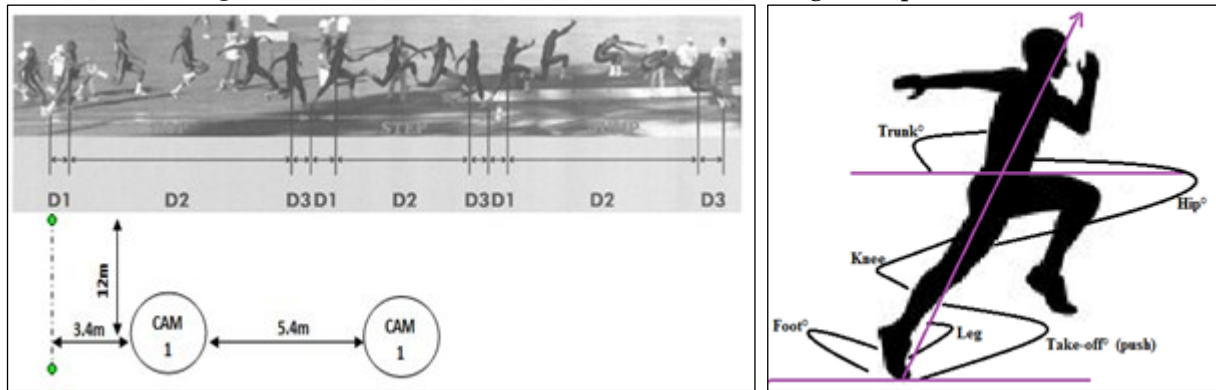 STEP
D1
D2
D3
D1
D2
D3
D1
D2
D3
12m
3.4m
CAM
1
5.4m
CAM
1
Trunk°
Hip°
Knee
Foot°
Leg
Take-off° (push)